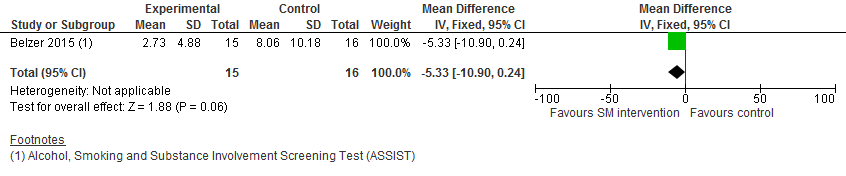 Experimental Control Mean Difference Mean Difference
Study or Subgroup Mean SD Total Mean SD Total Weight IV, Fixed, 95% CI IV, Fixed, 95% CI
Belzer 2015 (1) 2.73 4.88 15 8.06 10.18 16 100.0% -5.33 [-10.90, 0.24]
Total (95% CI) 15 16 100.0% -5.33 [-10.90, 0.24]
Heterogeneity: Not applicable
Test for overall effect: Z = 1.88 (P = 0.06)
-100 -50 0 50 100
Favours SM intervention Favours control
Footnotes
(1) Alcohol, Smoking and Substance Involvement Screening Test (ASSIST)